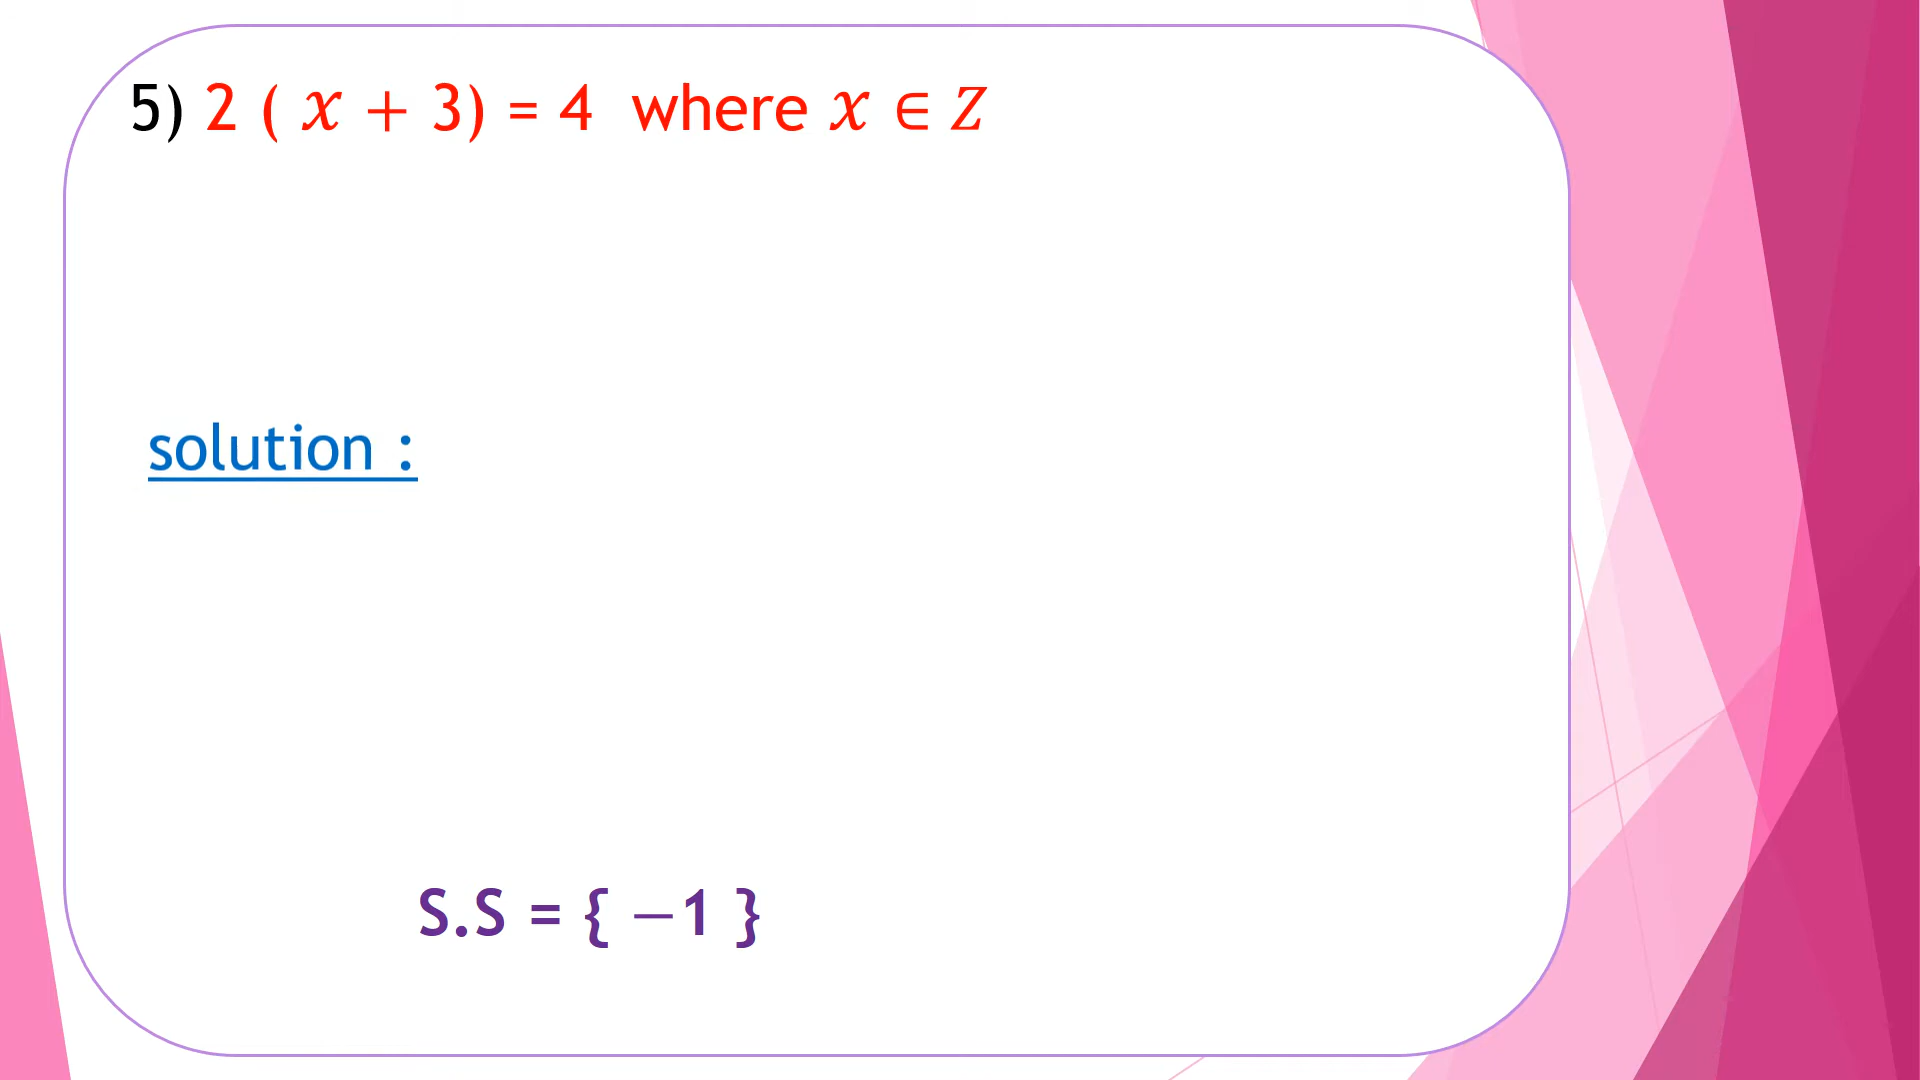 5) 2 ( 𝑥 + 3) = 4 where 𝑥 ∈ 𝑍
solution :
S.S = { −1 }